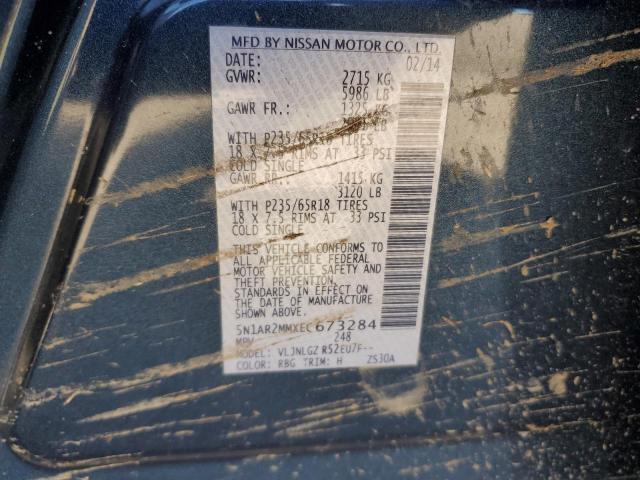 MFD BY NISSAN MOTOR CO., LTD.
DATE: 02/14
GVWR: 2715 KG
5986 LB
GAWR FR.: 1325 KG
LB
WITH P235/65R18 TIRES
18 X 7.5 RIMS AT 33 PSI
COLD SINGLE
GAWR RR.: 1415 KG
3120 LB
WITH P235/65R18 TIRES
18 X 7.5 RIMS AT 33 PSI
COLD SINGLE
THIS VEHICLE CONFORMS TO
ALL APPLICABLE FEDERAL
MOTOR VEHICLE SAFETY AND
THEFT PREVENTION
STANDARDS IN EFFECT ON
THE DATE OF MANUFACTURE
SHOWN ABOVE.
5N1AR2MMXEC673284
MPV 248
MODEL: VLJNLGZ R52EU7F--
COLOR: RBG TRIM: H ZS30A